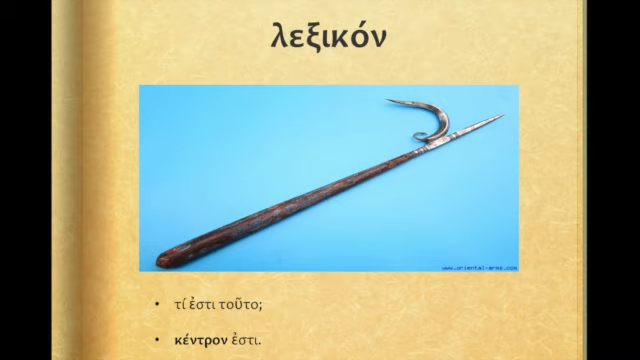 λεξικόν
www.oriental-arms.com
τί ἐστι τοῦτο;
κέντρον ἐστι.